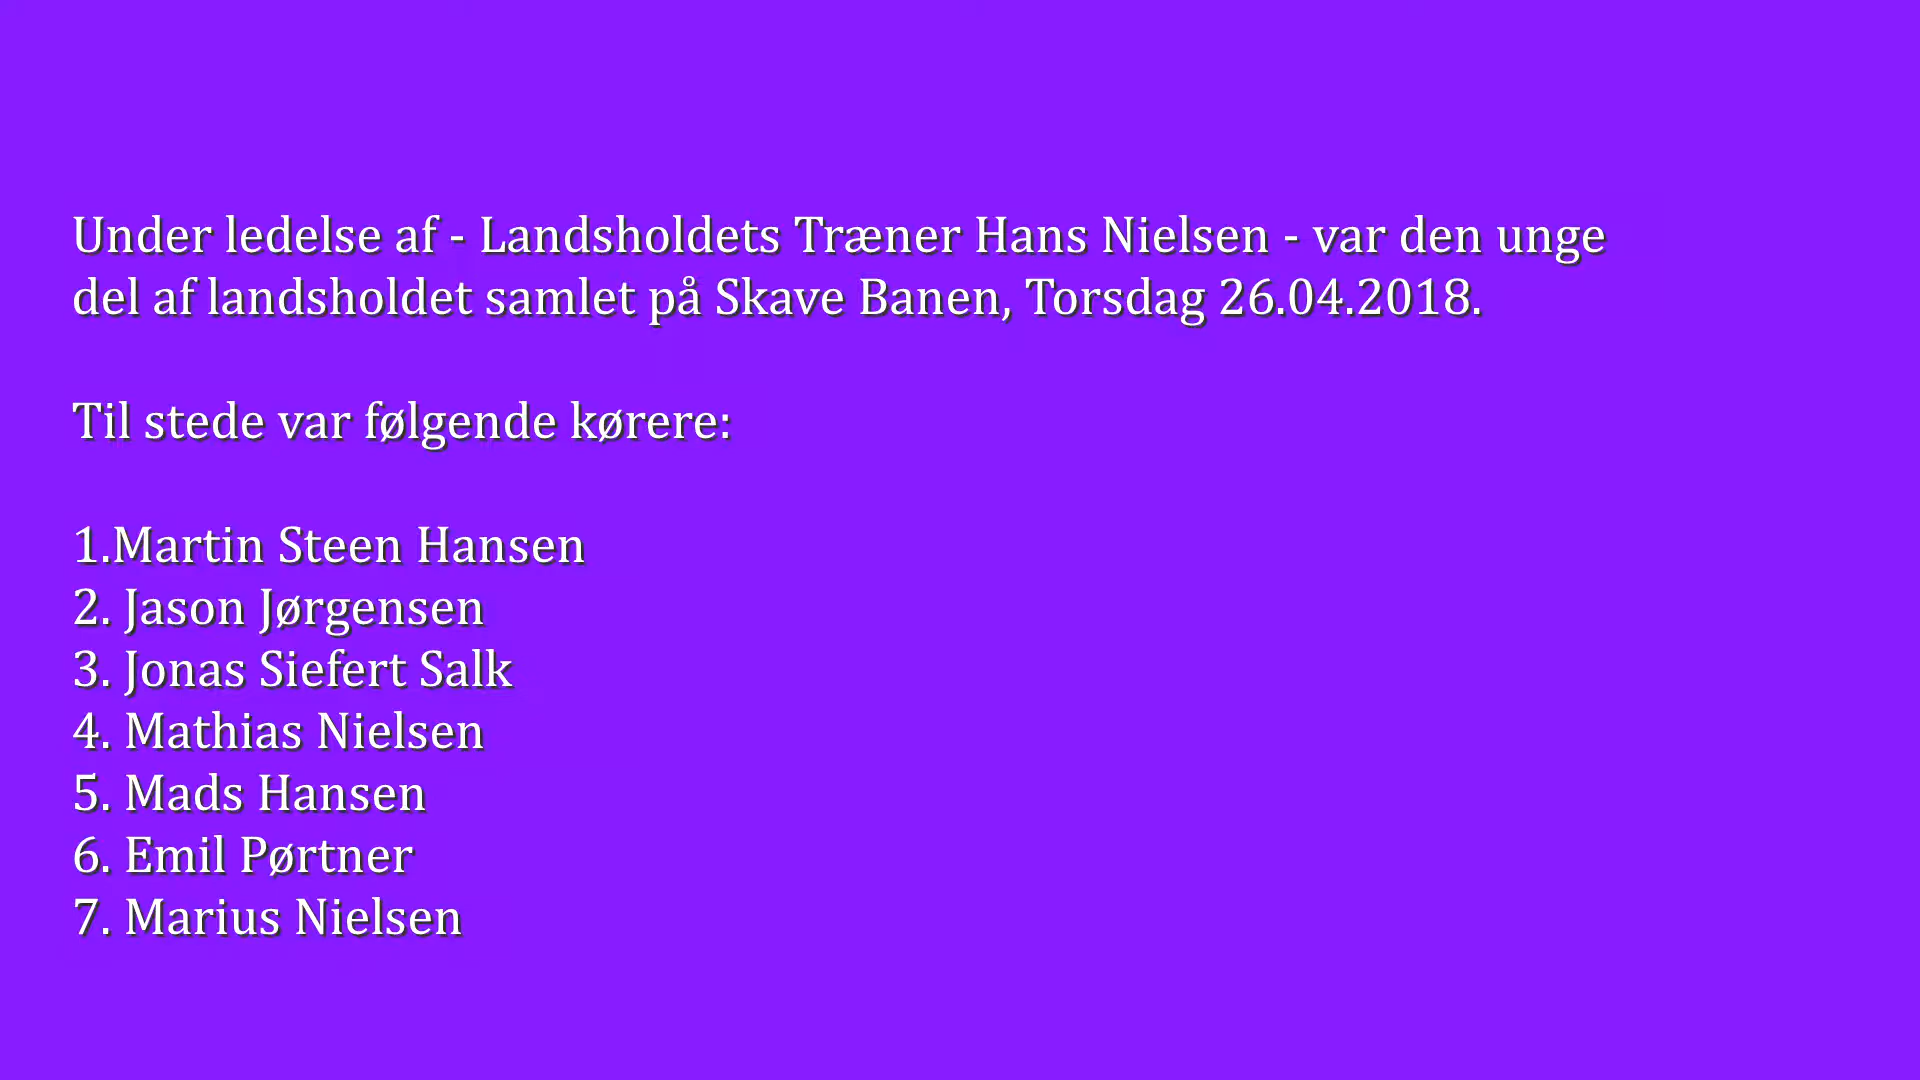 Under ledelse af - Landsholdets Træner Hans Nielsen - var den unge
del af landsholdet samlet på Skave Banen, Torsdag 26.04.2018.
Til stede var følgende kørere:
1.Martin Steen Hansen
2. Jason Jørgensen
3. Jonas Siefert Salk
4. Mathias Nielsen
5. Mads Hansen
6. Emil Pørtner
7. Marius Nielsen